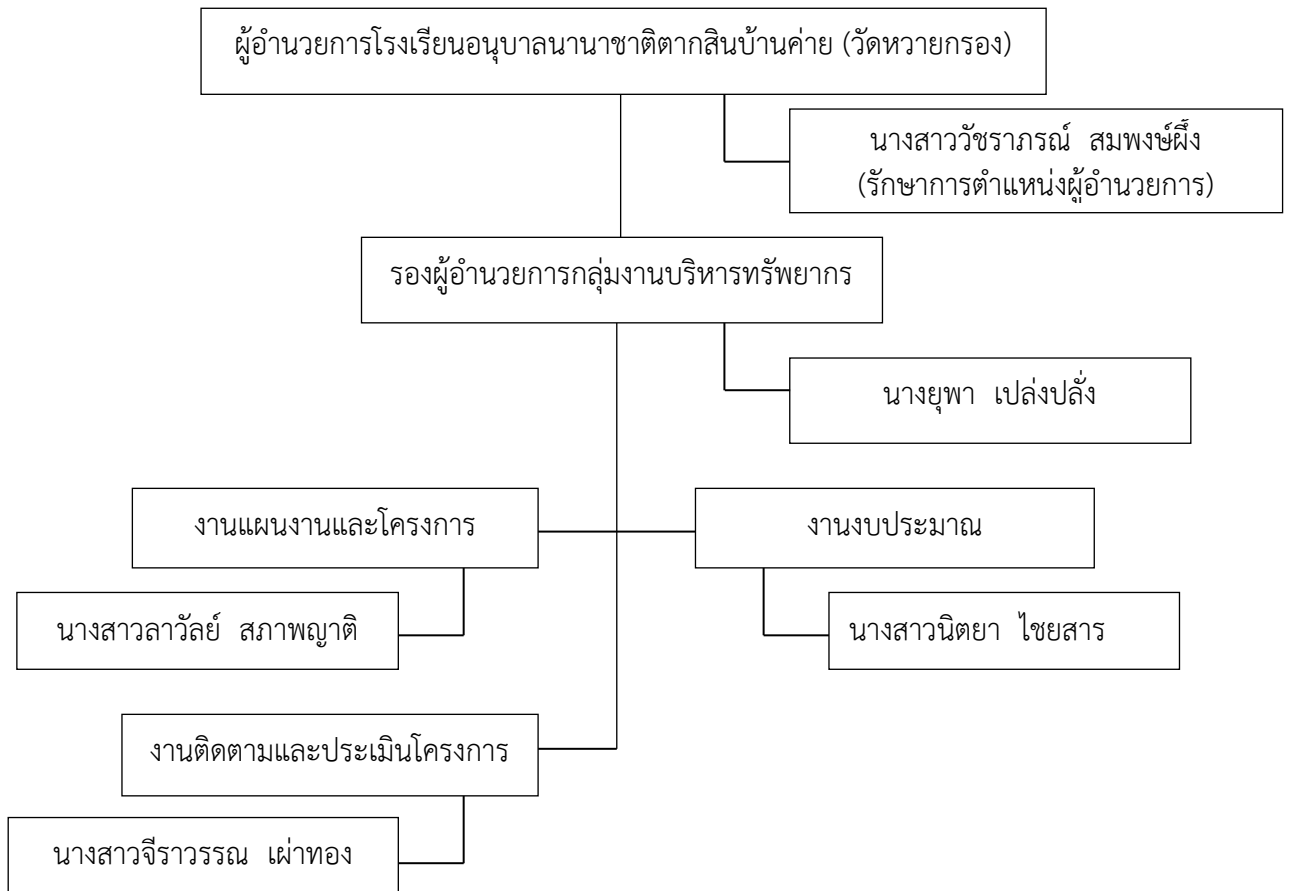 ผู้อำนวยการโรงเรียนอนุบาลนานาชาติตากสินบ้านค่าย (วัดหวายกรอง)
นางสาววัชราภรณ์ สมพงษ์ผึ้ง
(รักษาการตำแหน่งผู้อำนวยการ)
รองผู้อำนวยการกลุ่มงานบริหารทรัพยากร
นางยุพา เปล่งปลั่ง
งานแผนงานและโครงการ
งานงบประมาณ
นางสาวลาวัลย์ สภาพญาติ
นางสาวนิตยา ไชยสาร
งานติดตามและประเมินโครงการ
นางสาวจีราวรรณ เผ่าทอง